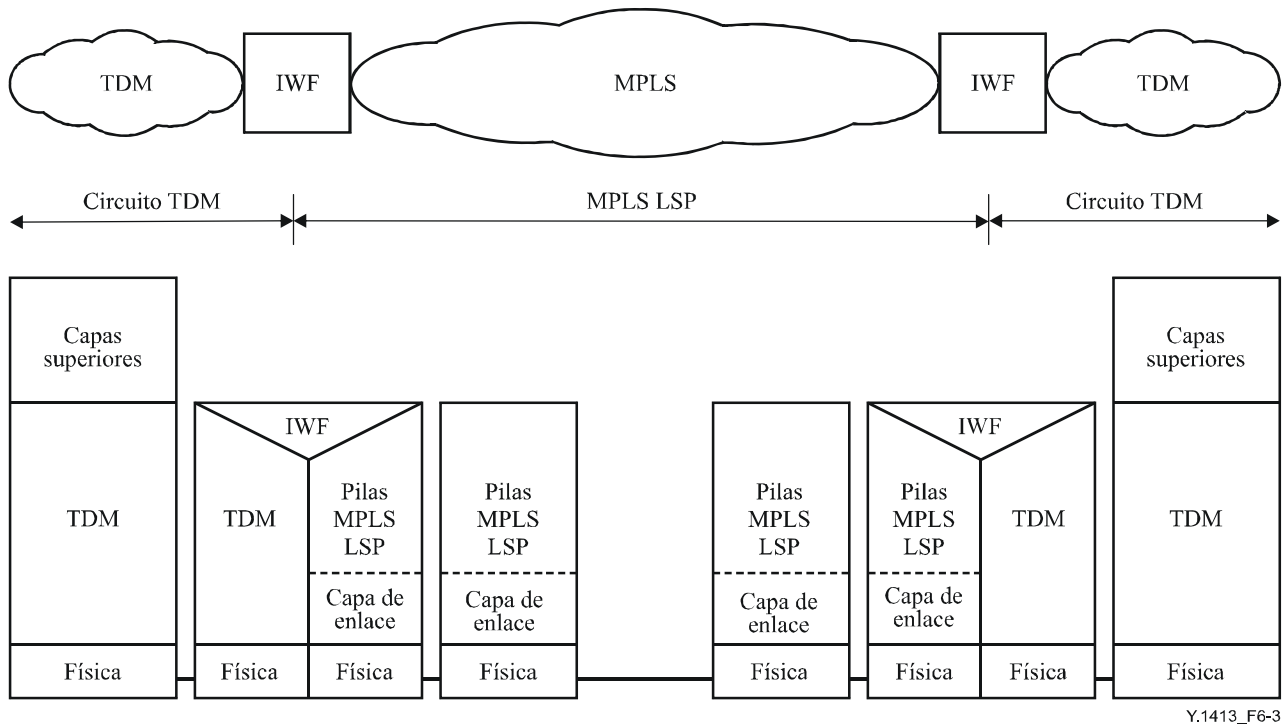 TDM
IWF
MPLS
IWF
TDM
Circuito TDM
MPLS LSP
Circuito TDM
Capas
superiores
TDM
Física
IWF
TDM
Pilas
MPLS
LSP
Capa de
enlace
Física
Física
Pilas
MPLS
LSP
Capa de
enlace
Física
Pilas
MPLS
LSP
Capa de
enlace
Física
IWF
Pilas
MPLS
LSP
Capa de
enlace
TDM
Física
Física
Capas
superiores
TDM
Física
Y.1413_F6-3